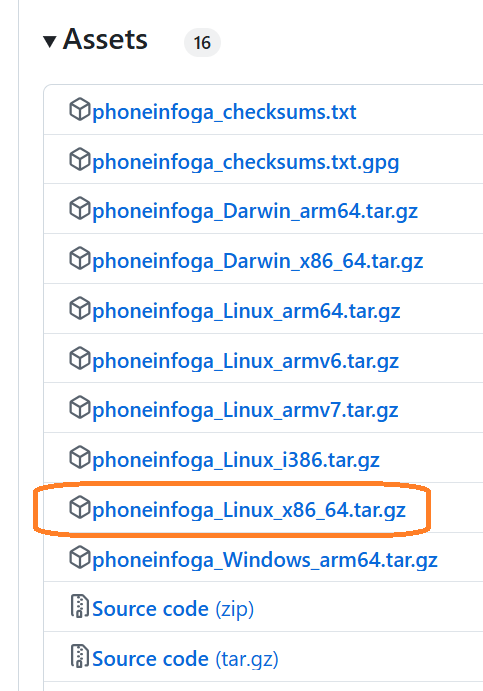 Assets 16
phoneinfoga_checksums.txt
phoneinfoga_checksums.txt.gpg
phoneinfoga_Darwin_arm64.tar.gz
phoneinfoga_Darwin_x86_64.tar.gz
phoneinfoga_Linux_arm64.tar.gz
phoneinfoga_Linux_armv6.tar.gz
phoneinfoga_Linux_armv7.tar.gz
phoneinfoga_Linux_i386.tar.gz
phoneinfoga_Linux_x86_64.tar.gz
phoneinfoga_Windows_arm64.tar.gz
Source code (zip)
Source code (tar.gz)